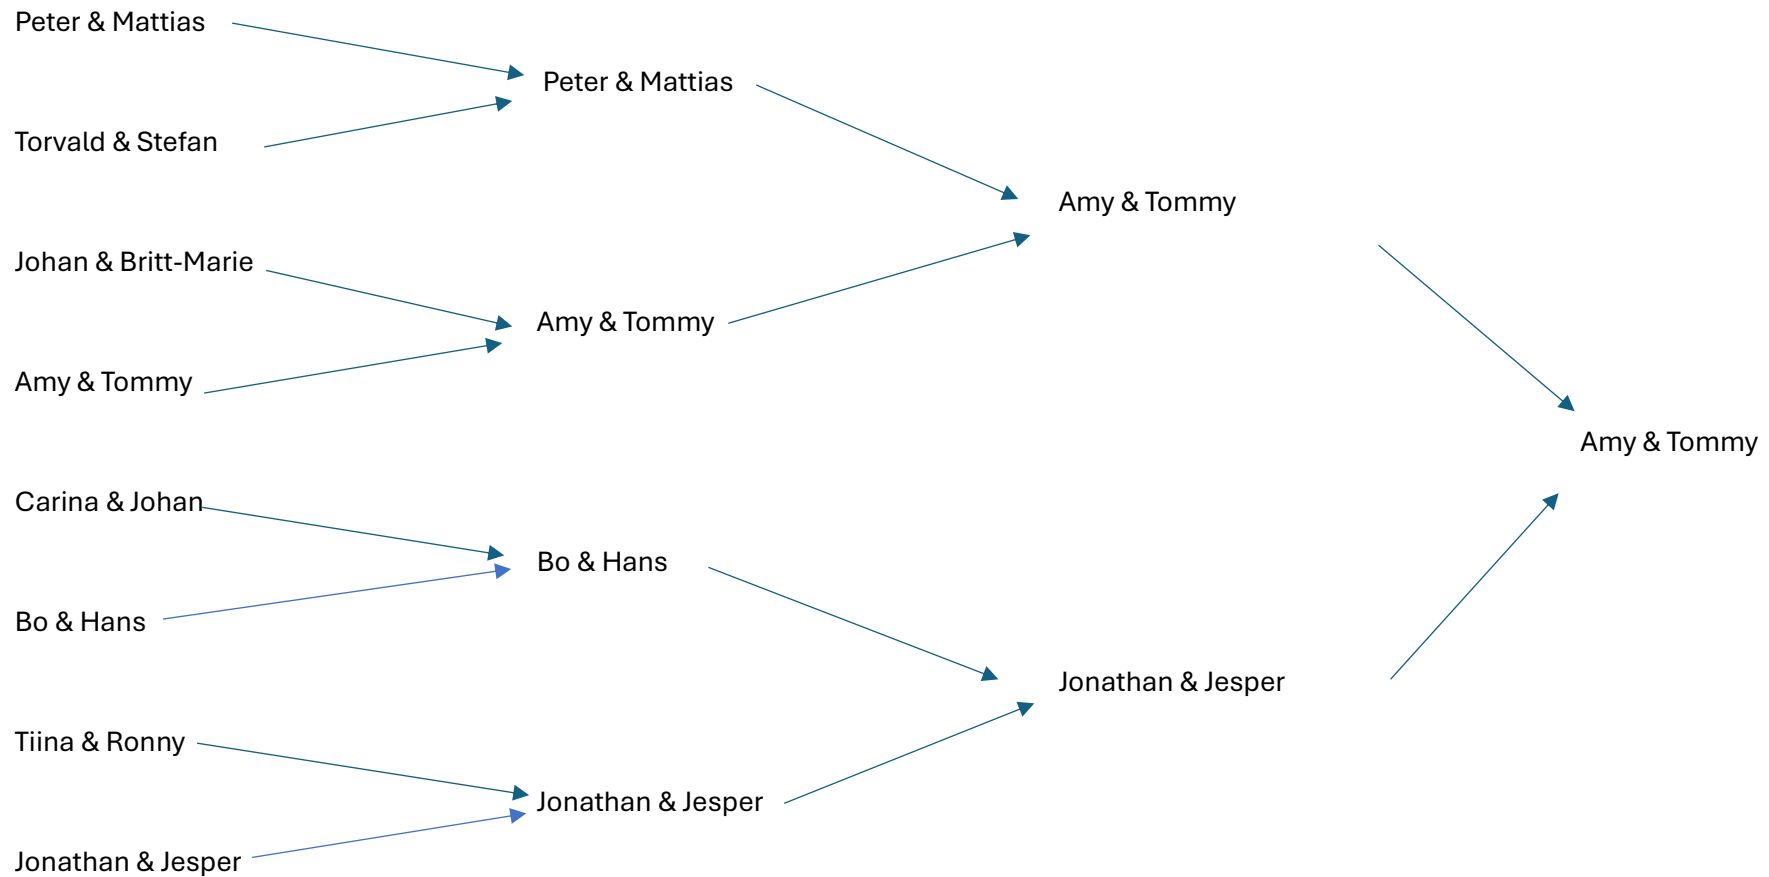 Peter & Mattias
Torvald & Stefan
Johan & Britt-Marie
Amy & Tommy
Carina & Johan
Bo & Hans
Tiina & Ronny
Jonathan & Jesper
Peter & Mattias
Amy & Tommy
Bo & Hans
Jonathan & Jesper
Amy & Tommy
Jonathan & Jesper
Amy & Tommy